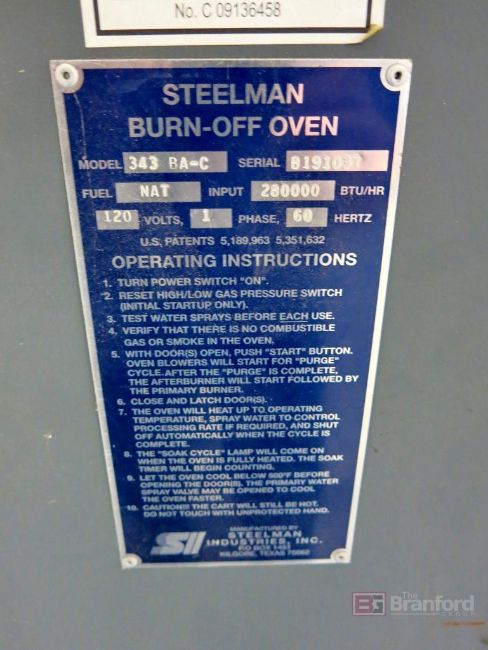 No. C 09136458
STEELMAN
BURN-OFF OVEN
MODEL 343 BA-C SERIAL
FUEL NAT INPUT 280000 BTU/HR
120 VOLTS, 1 PHASE, 60 HERTZ
U.S. PATENTS 5,189,963 5,351,632
OPERATING INSTRUCTIONS
1. TURN POWER SWITCH "ON".
2. RESET HIGH/LOW GAS PRESSURE SWITCH
(INITIAL STARTUP ONLY).
3. TEST WATER SPRAYS BEFORE EACH USE.
4. VERIFY THAT THERE IS NO COMBUSTIBLE
GAS OR SMOKE IN THE OVEN.
5. WITH DOOR(S) OPEN, PUSH "START" BUTTON.
OVEN BLOWERS WILL START FOR "PURGE"
CYCLE. AFTER THE "PURGE" IS COMPLETE,
THE AFTERBURNER WILL START FOLLOWED BY
THE PRIMARY BURNER.
6. CLOSE AND LATCH DOOR(S).
7. THE OVEN WILL HEAT UP TO OPERATING
TEMPERATURE, SPRAY WATER TO CONTROL
PROCESSING RATE IF REQUIRED, AND SHUT
OFF AUTOMATICALLY WHEN THE CYCLE IS
COMPLETE.
8. THE "SOAK CYCLE" LAMP WILL COME ON
WHEN THE OVEN IS FULLY HEATED. THE SOAK
TIMER WILL BEGIN COUNTING.
9. LET THE OVEN COOL BELOW 500°F BEFORE
OPENING THE DOOR(S). THE PRIMARY WATER
SPRAY VALVE MAY BE OPENED TO COOL
THE OVEN FASTER.
10. CAUTION!! THE CART WILL STILL BE HOT.
DO NOT TOUCH WITH UNPROTECTED HAND.
MANUFACTURED BY
STEELMAN
INDUSTRIES, INC.
PO BOX 1461
KILGORE, TEXAS 75662
The
Branford
GROUP